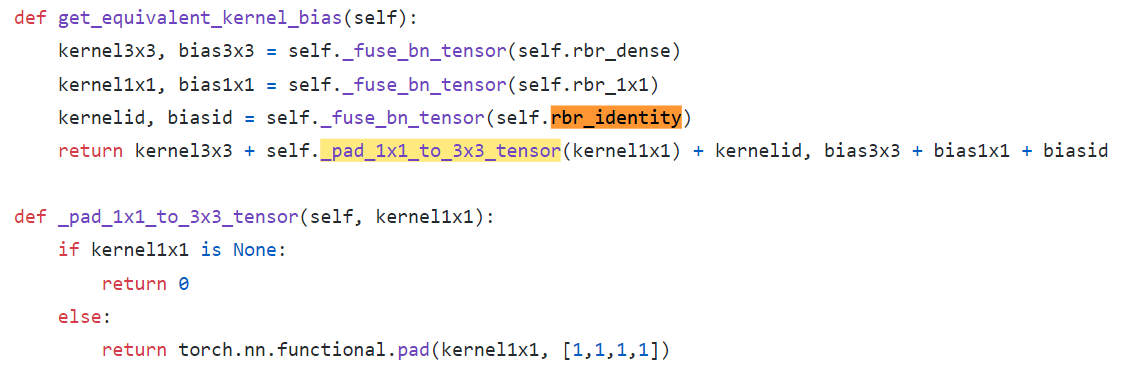 def get_equivalent_kernel_bias(self):
    kernel3x3, bias3x3 = self._fuse_bn_tensor(self.rbr_dense)
    kernel1x1, bias1x1 = self._fuse_bn_tensor(self.rbr_1x1)
    kernelid, biasid = self._fuse_bn_tensor(self.rbr_identity)
    return kernel3x3 + self._pad_1x1_to_3x3_tensor(kernel1x1) + kernelid, bias3x3 + bias1x1 + biasid

def _pad_1x1_to_3x3_tensor(self, kernel1x1):
    if kernel1x1 is None:
        return 0
    else:
        return torch.nn.functional.pad(kernel1x1, [1,1,1,1])